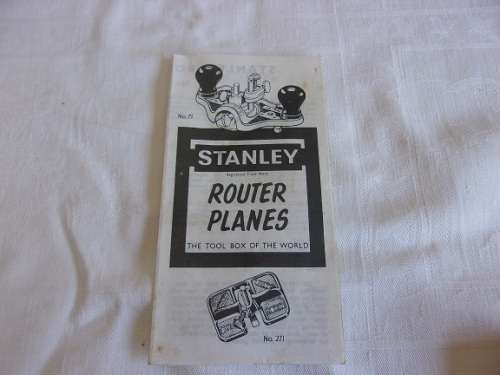 No. 71
STANLEY
Registered Trade Mark
ROUTER
PLANES
THE TOOL BOX OF THE WORLD
No. 271